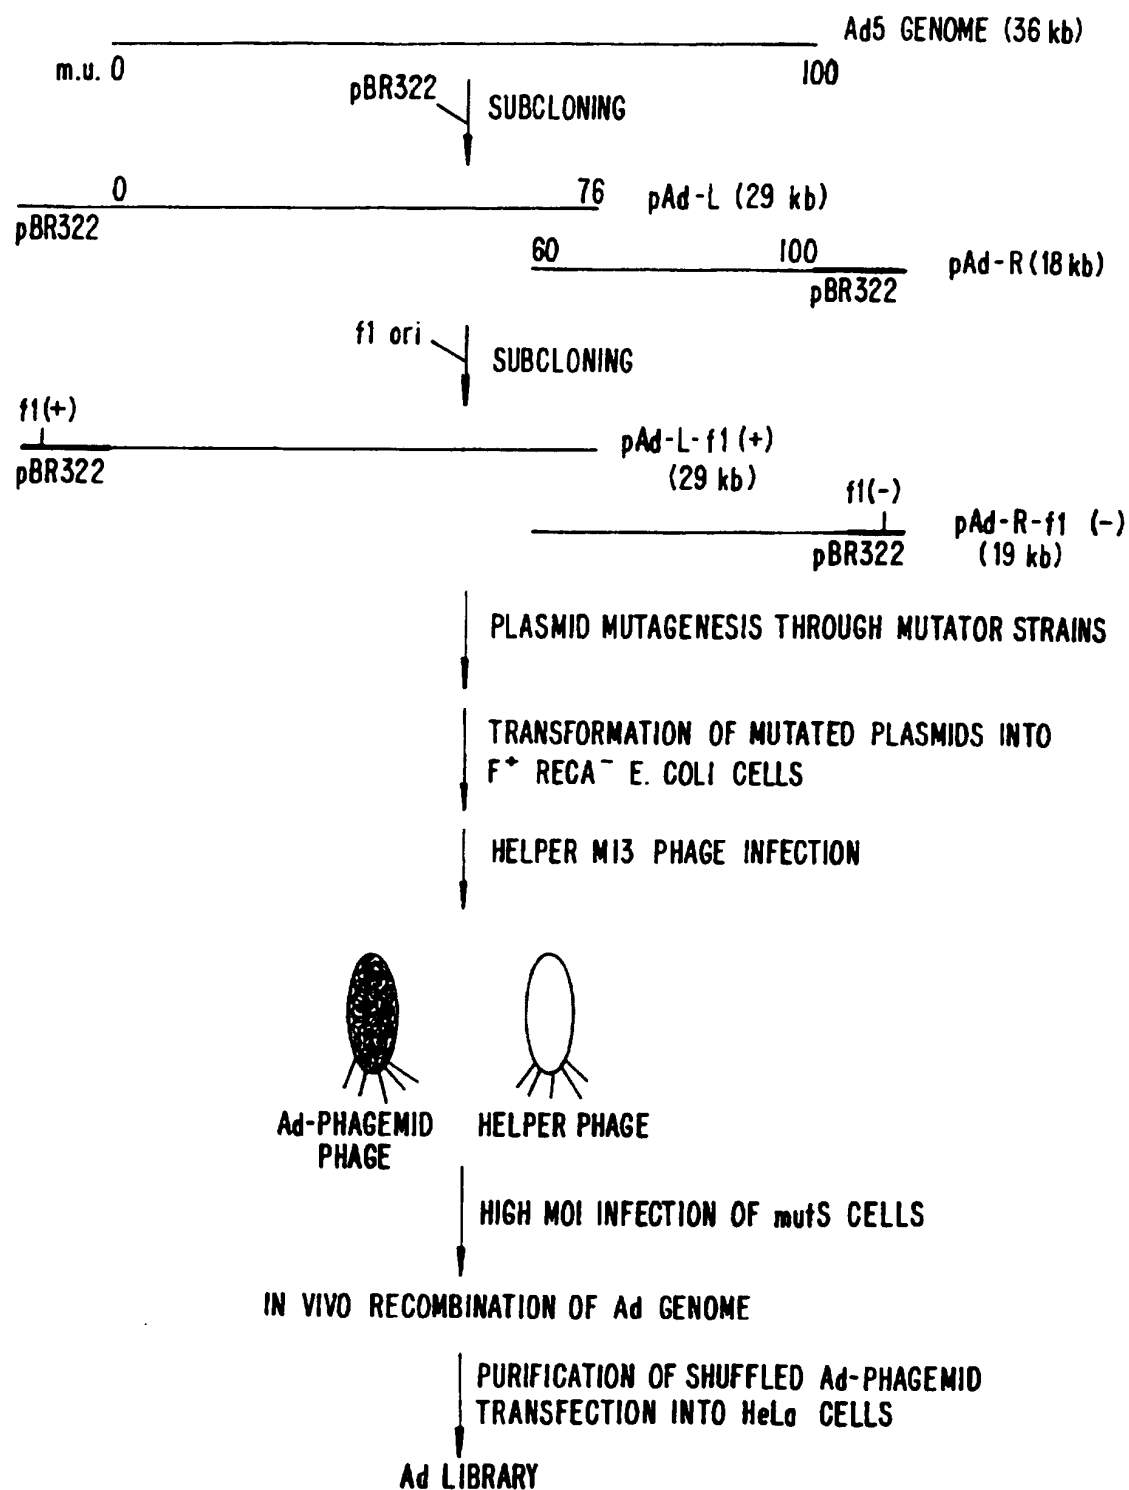 Ad5 GENOME (36 kb)
m.u. 0
100
pBR322
SUBCLONING
0
76
pAd-L (29 kb)
pBR322
60
100
pAd-R (18 kb)
pBR322
f1 ori
SUBCLONING
f1(+)
pAd-L-f1 (+)
(29 kb)
pBR322
f1(-)
pAd-R-f1 (-)
(19 kb)
pBR322
PLASMID MUTAGENESIS THROUGH MUTATOR STRAINS
TRANSFORMATION OF MUTATED PLASMIDS INTO
F+ RECA- E. COLI CELLS
HELPER M13 PHAGE INFECTION
Ad-PHAGEMID
PHAGE
HELPER PHAGE
HIGH MOI INFECTION OF mutS CELLS
IN VIVO RECOMBINATION OF Ad GENOME
PURIFICATION OF SHUFFLED Ad-PHAGEMID
TRANSFECTION INTO HeLa CELLS
Ad LIBRARY